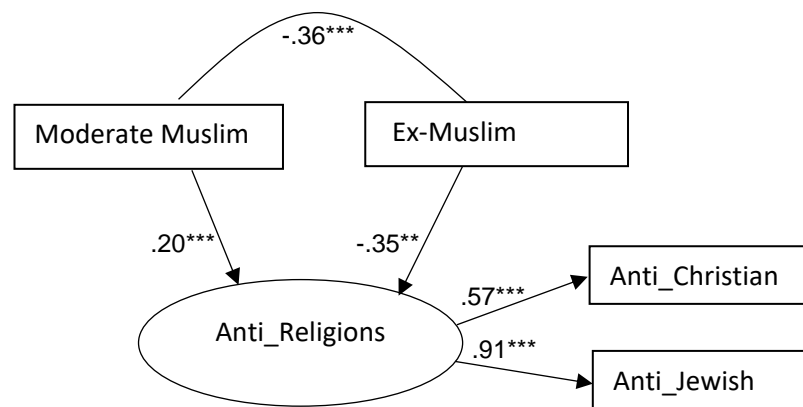 -.36***
Moderate Muslim
Ex-Muslim
.20***
-.35**
Anti_Religions
.57***
Anti_Christian
.91***
Anti_Jewish